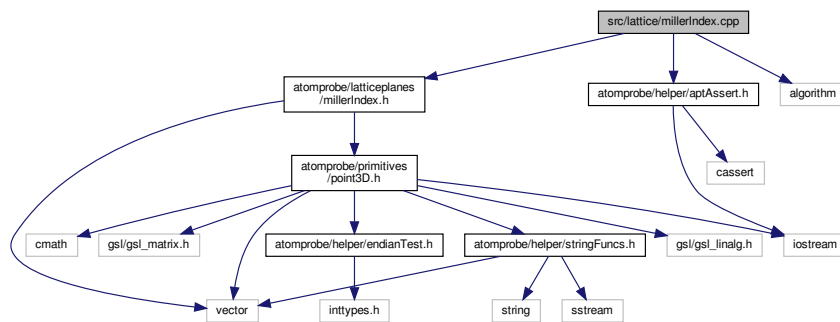 src/lattice/millerIndex.cpp
atomprobe/latticeplanes
/millerIndex.h
atomprobe/helper/aptAssert.h
algorithm
atomprobe/primitives
/point3D.h
cassert
cmath
gsl/gsl_matrix.h
atomprobe/helper/endianTest.h
atomprobe/helper/stringFuncs.h
gsl/gsl_linalg.h
iostream
vector
inttypes.h
string
sstream